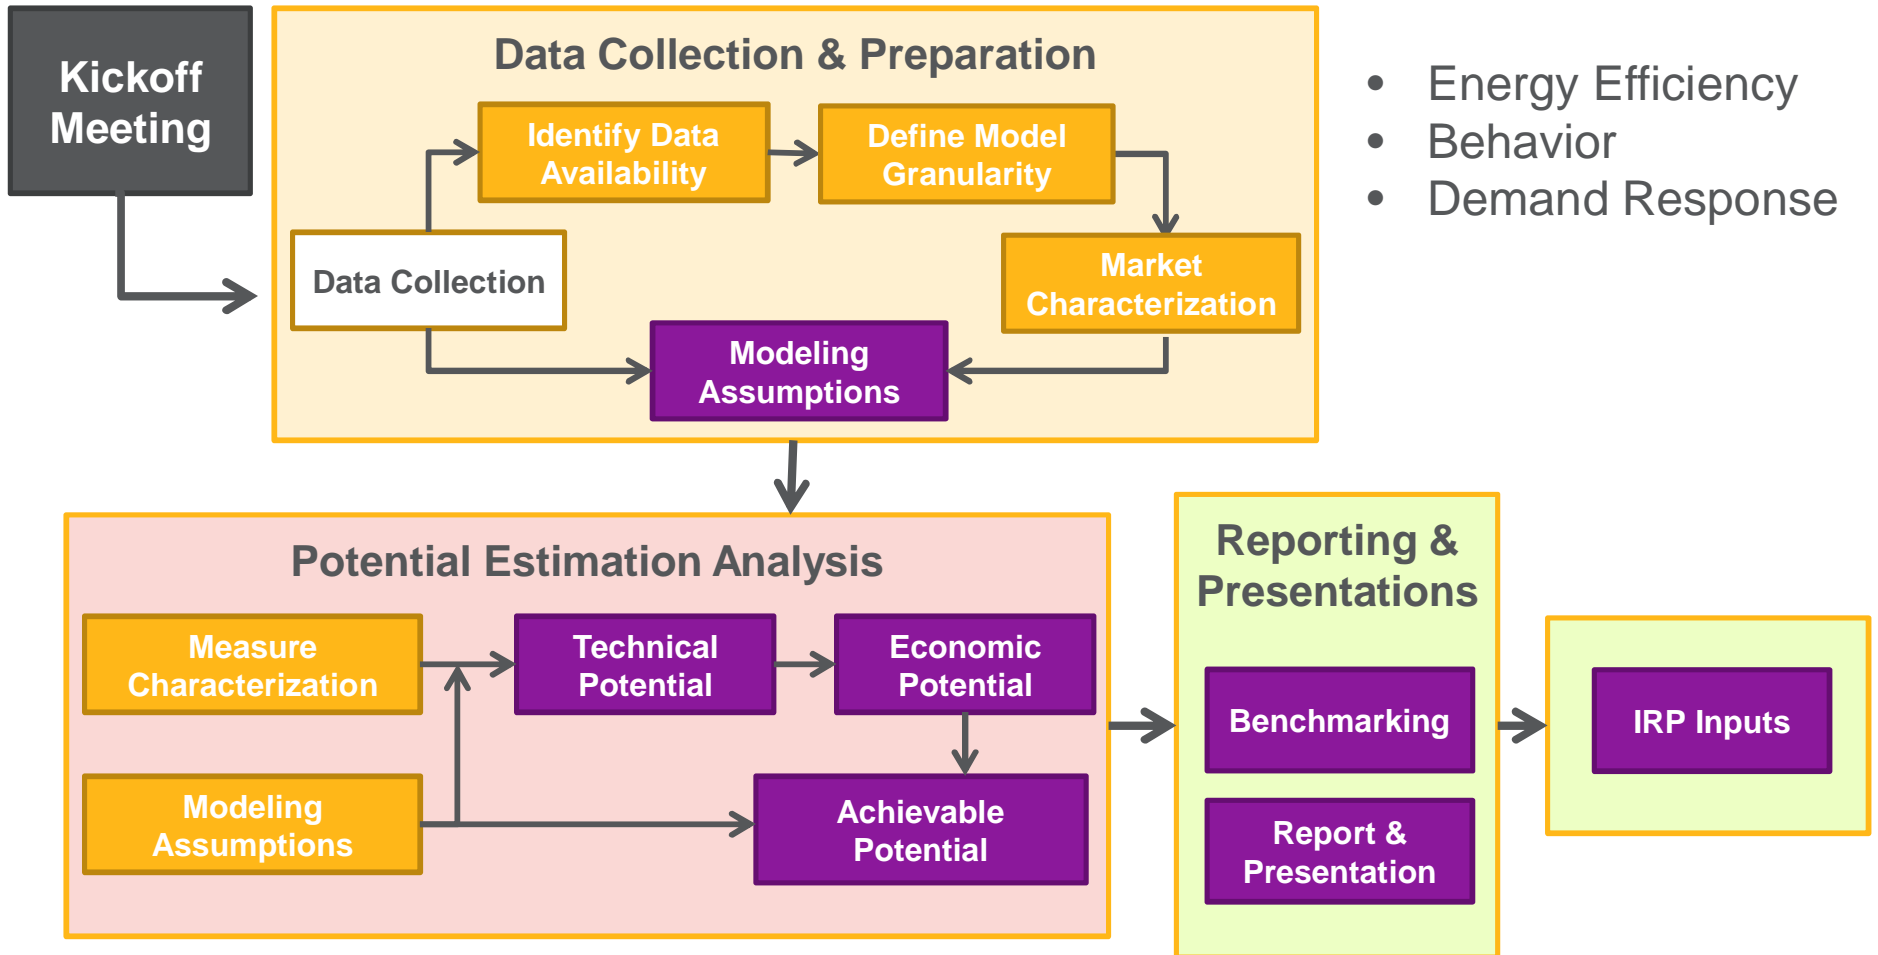 Kickoff
Meeting
Data Collection & Preparation
Identify Data
Availability
Define Model
Granularity
Data Collection
Market
Characterization
Modeling
Assumptions
• Energy Efficiency
• Behavior
• Demand Response
Potential Estimation Analysis
Measure
Characterization
Technical
Potential
Economic
Potential
Modeling
Assumptions
Achievable
Potential
Reporting &
Presentations
Benchmarking
Report &
Presentation
IRP Inputs